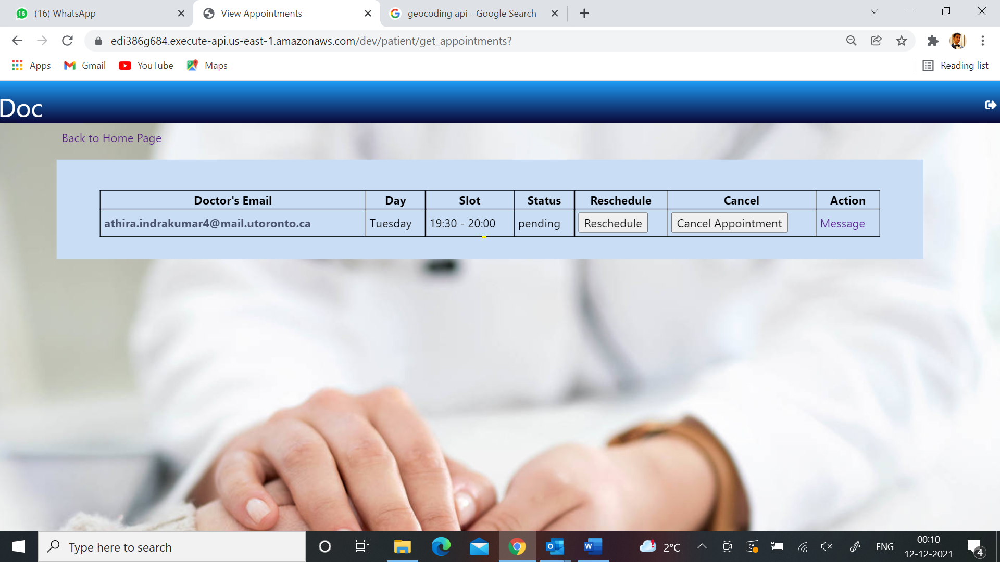 16 (16) WhatsApp
View Appointments
geocoding api - Google Search
edi386g684.execute-api.us-east-1.amazonaws.com/dev/patient/get_appointments?
Apps
Gmail
YouTube
Maps
Reading list
Doc
Back to Home Page
Doctor's Email Day Slot Status Reschedule Cancel Action
athira.indrakumar4@mail.utoronto.ca Tuesday 19:30 - 20:00 pending Reschedule Cancel Appointment Message
Type here to search
2°C
ENG
00:10
12-12-2021
4